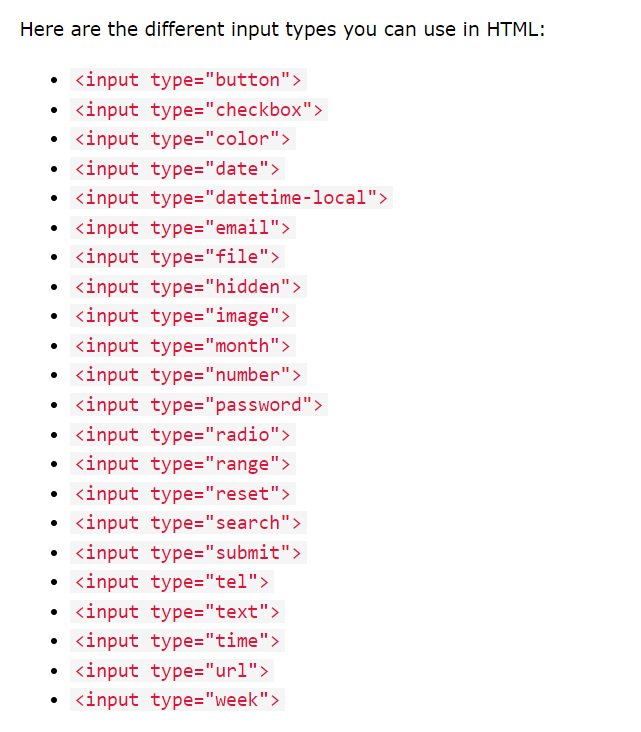 Here are the different input types you can use in HTML:
<input type="button">
<input type="checkbox">
<input type="color">
<input type="date">
<input type="datetime-local">
<input type="email">
<input type="file">
<input type="hidden">
<input type="image">
<input type="month">
<input type="number">
<input type="password">
<input type="radio">
<input type="range">
<input type="reset">
<input type="search">
<input type="submit">
<input type="tel">
<input type="text">
<input type="time">
<input type="url">
<input type="week">